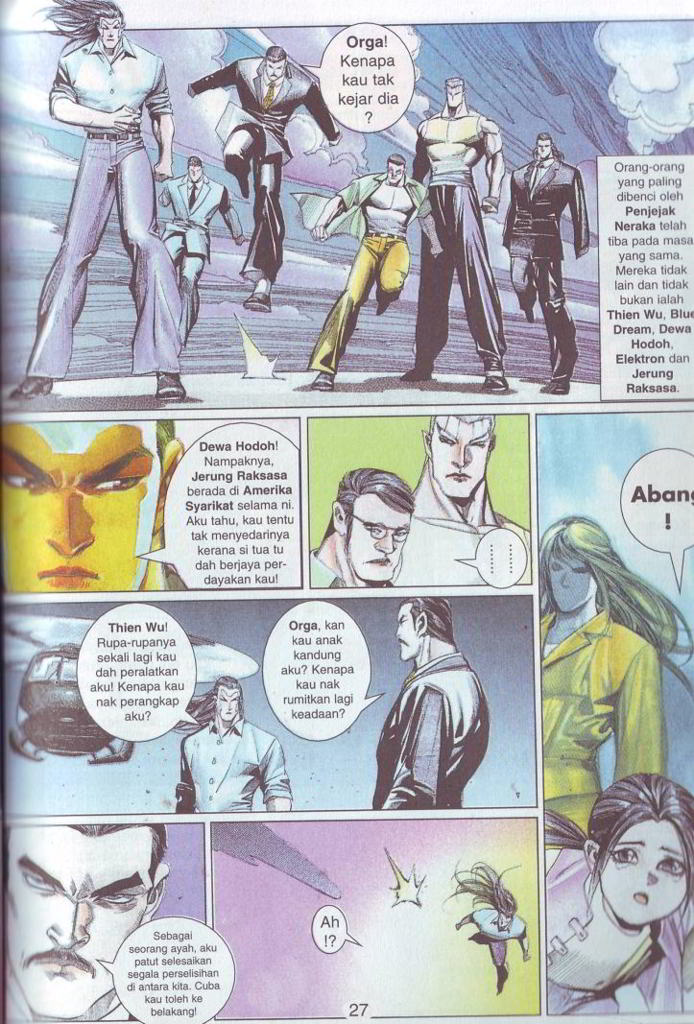 Orga!
Kenapa
kau tak
kejar dia
?
Orang-orang
yang paling
dibenci oleh
Penjejak
Neraka telah
tiba pada masa
yang sama.
Mereka tidak
lain dan tidak
bukan ialah
Thien Wu, Blue
Dream, Dewa
Hodoh,
Elektron dan
Jerung
Raksasa.
Dewa Hodoh!
Nampaknya,
Jerung Raksasa
berada di Amerika
Syarikat selama ni.
Aku tahu, kau tentu
tak menyedarinya
kerana si tua tu
dah berjaya per-
dayakan kau!
......
Abang
!
Thien Wu!
Rupa-rupanya
sekali lagi kau
dah peralatkan
aku! Kenapa kau
nak perangkap
aku?
Orga, kan
kau anak
kandung
aku? Kenapa
kau nak
rumitkan lagi
keadaan?
Sebagai
seorang ayah, aku
patut selesaikan
segala perselisihan
di antara kita. Cuba
kau toleh ke
belakang!
Ah
!?
27